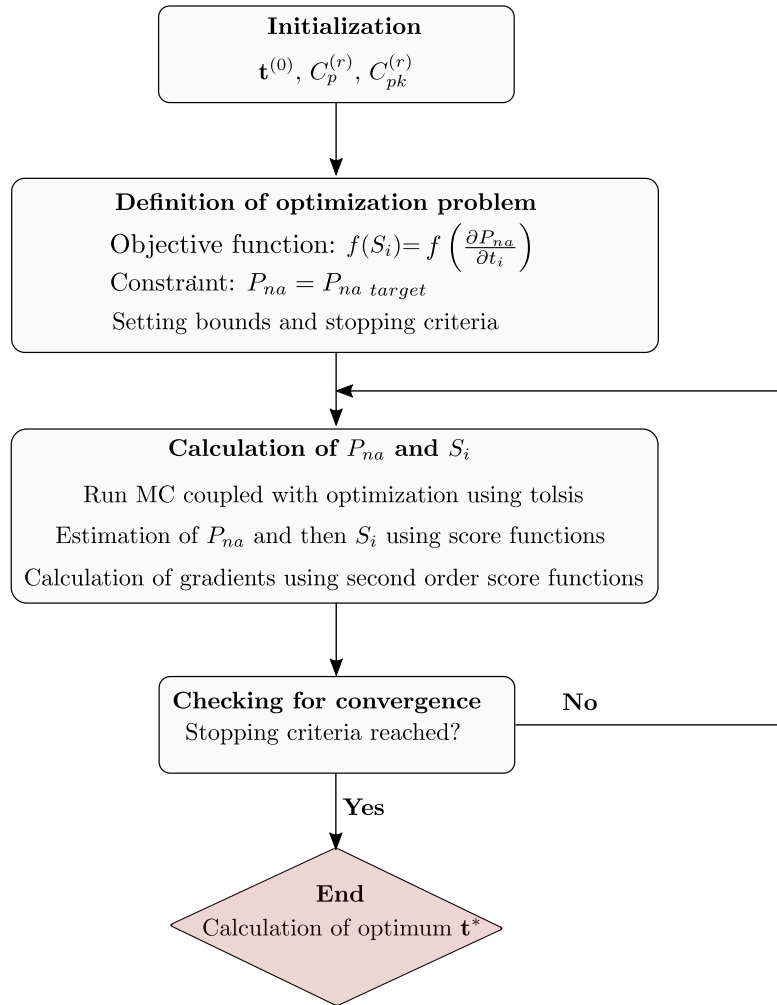 Initialization
t⁽⁰⁾, Cₚ⁽ʳ⁾, Cₚₖ⁽ʳ⁾
Definition of optimization problem
Objective function: f(Sᵢ)= f (∂Pₙₐ/∂tᵢ)
Constraint: Pₙₐ = Pₙₐ target
Setting bounds and stopping criteria
Calculation of Pₙₐ and Sᵢ
Run MC coupled with optimization using tolsis
Estimation of Pₙₐ and then Sᵢ using score functions
Calculation of gradients using second order score functions
Checking for convergence
Stopping criteria reached?
No
Yes
End
Calculation of optimum t*